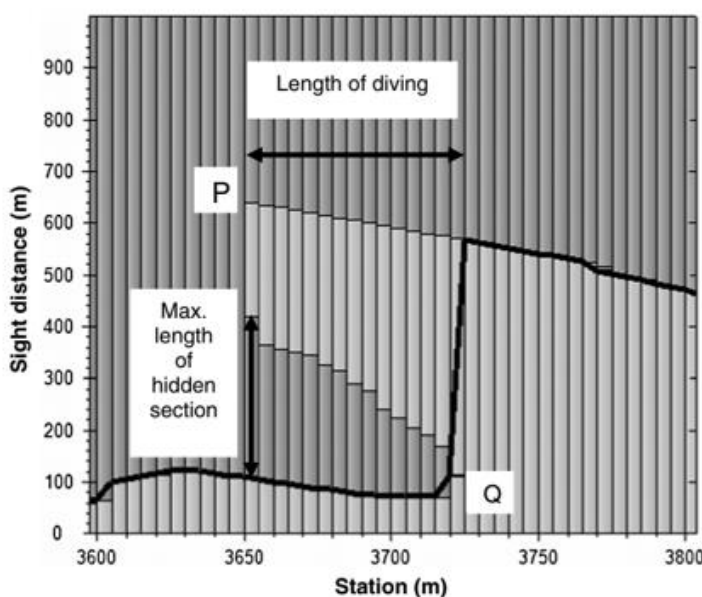 900
800
700
600
500
400
300
200
100
0
Sight distance (m)
Length of diving
P
Max.
length
of
hidden
section
Q
3600
3650
3700
3750
3800
Station (m)